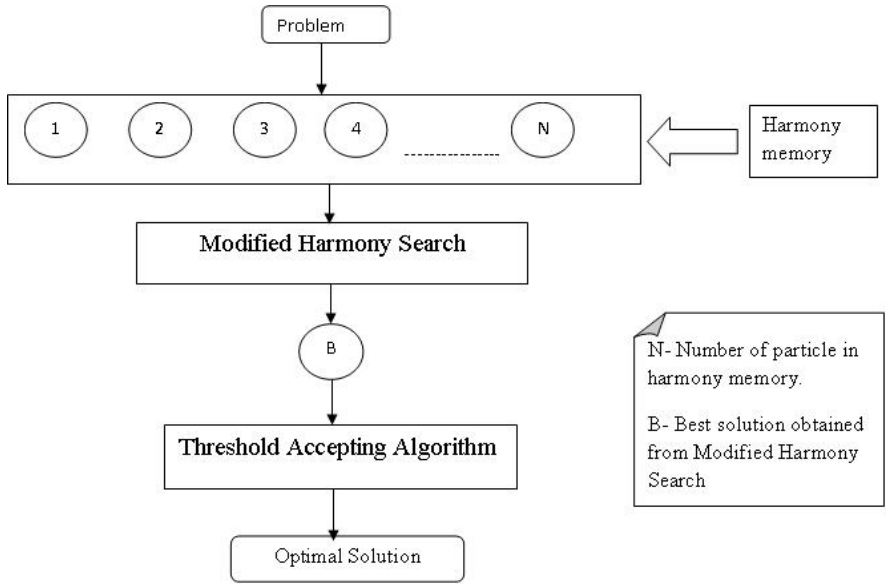 Problem
1 2 3 4 N
Harmony
memory
Modified Harmony Search
B
N- Number of particle in
harmony memory.
B- Best solution obtained
from Modified Harmony
Search
Threshold Accepting Algorithm
Optimal Solution